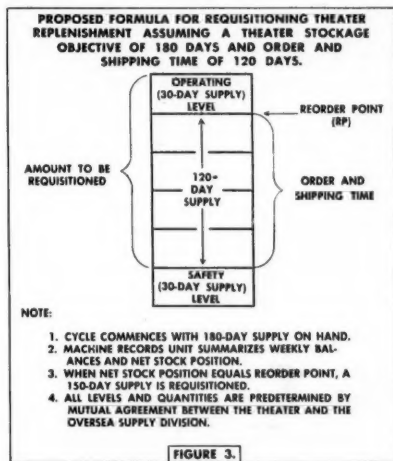 PROPOSED FORMULA FOR REQUISITIONING THEATER
REPLENISHMENT ASSUMING A THEATER STOCKAGE
OBJECTIVE OF 180 DAYS AND ORDER AND
SHIPPING TIME OF 120 DAYS.
OPERATING
(30-DAY SUPPLY)
LEVEL
REORDER POINT
(RP)
AMOUNT TO BE
REQUISITIONED
120-
DAY
SUPPLY
ORDER AND
SHIPPING TIME
SAFETY
(30-DAY SUPPLY)
LEVEL
NOTE:
1. CYCLE COMMENCES WITH 180-DAY SUPPLY ON HAND.
2. MACHINE RECORDS UNIT SUMMARIZES WEEKLY BAL-
ANCES AND NET STOCK POSITION.
3. WHEN NET STOCK POSITION EQUALS REORDER POINT, A
150-DAY SUPPLY IS REQUISITIONED.
4. ALL LEVELS AND QUANTITIES ARE PREDETERMINED BY
MUTUAL AGREEMENT BETWEEN THE THEATER AND THE
OVERSEA SUPPLY DIVISION.
FIGURE 3.